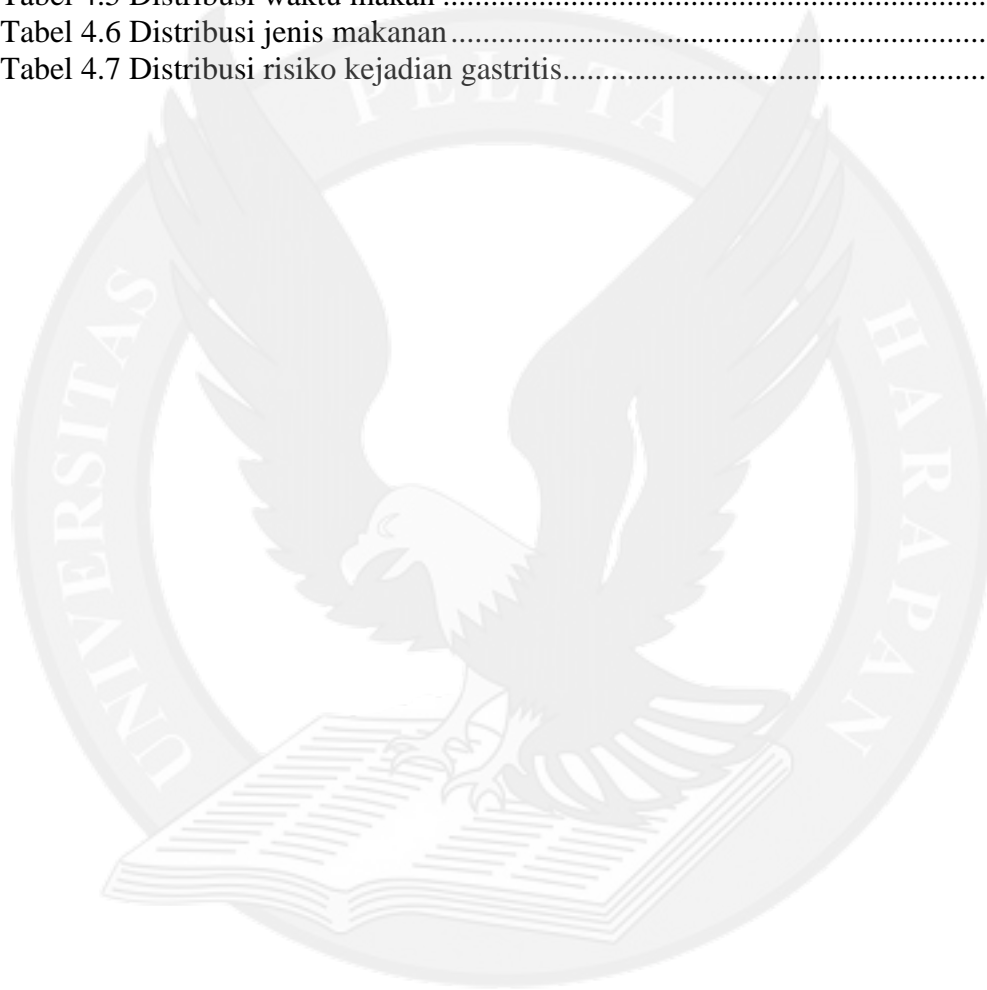 Tabel 4.5 Distribusi waktu makan ........................................................................
Tabel 4.6 Distribusi jenis makanan ......................................................................
Tabel 4.7 Distribusi risiko kejadian gastritis.......................................................
UNIVERSITAS PELITA HARAPAN